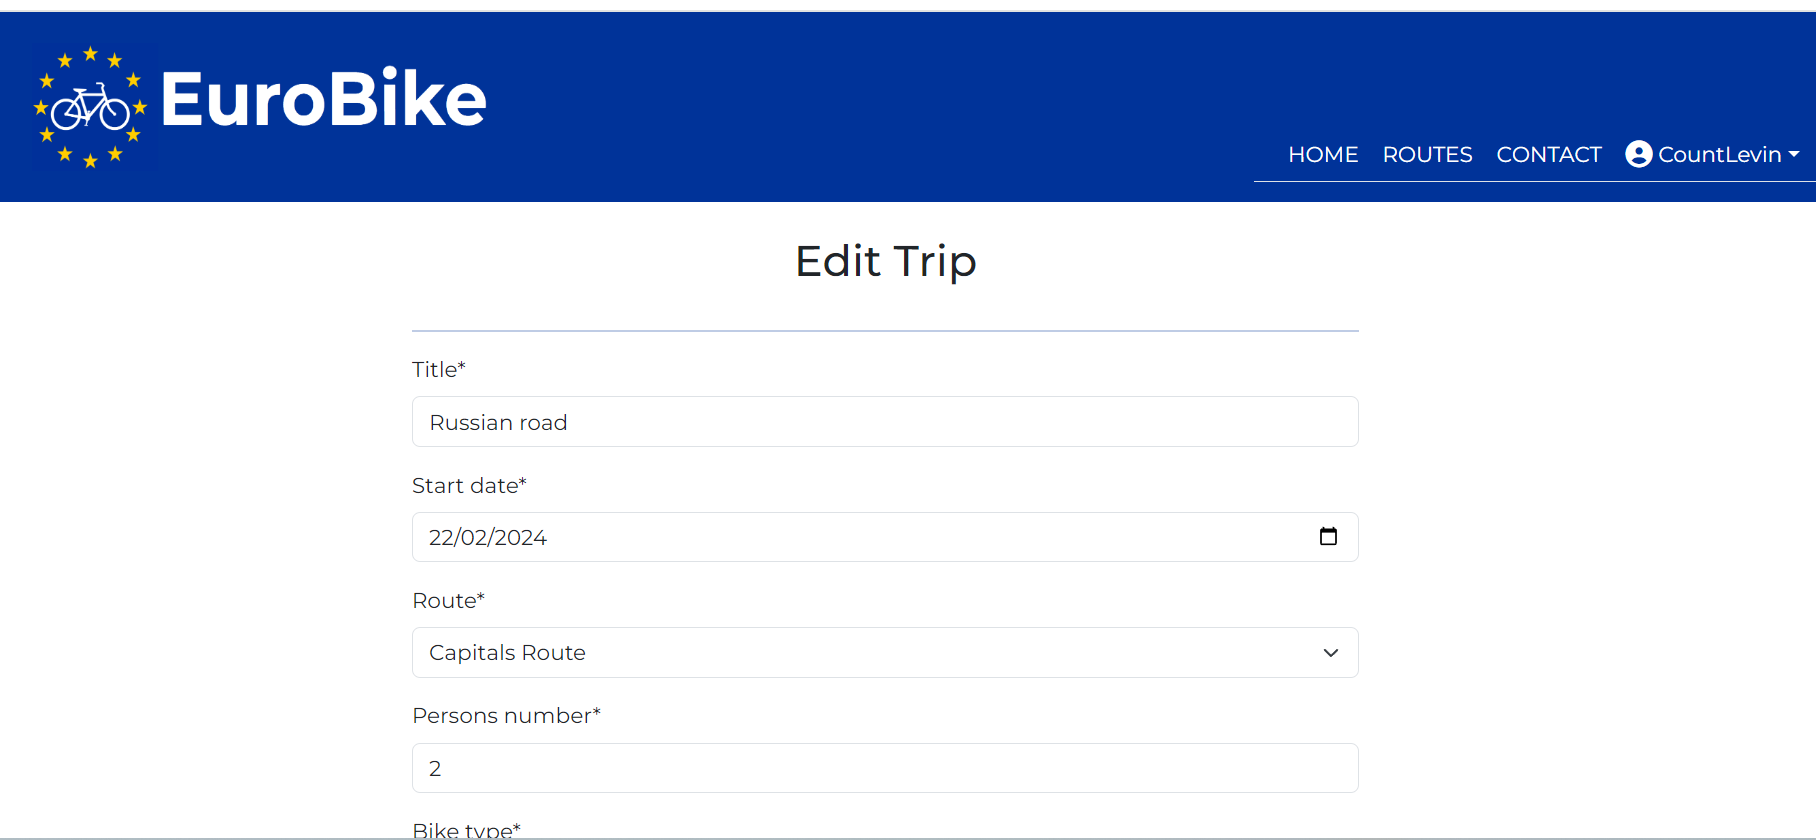 EuroBike
HOME ROUTES CONTACT CountLevin
Edit Trip
Title*
Russian road
Start date*
22/02/2024
Route*
Capitals Route
Persons number*
2
Bike type*